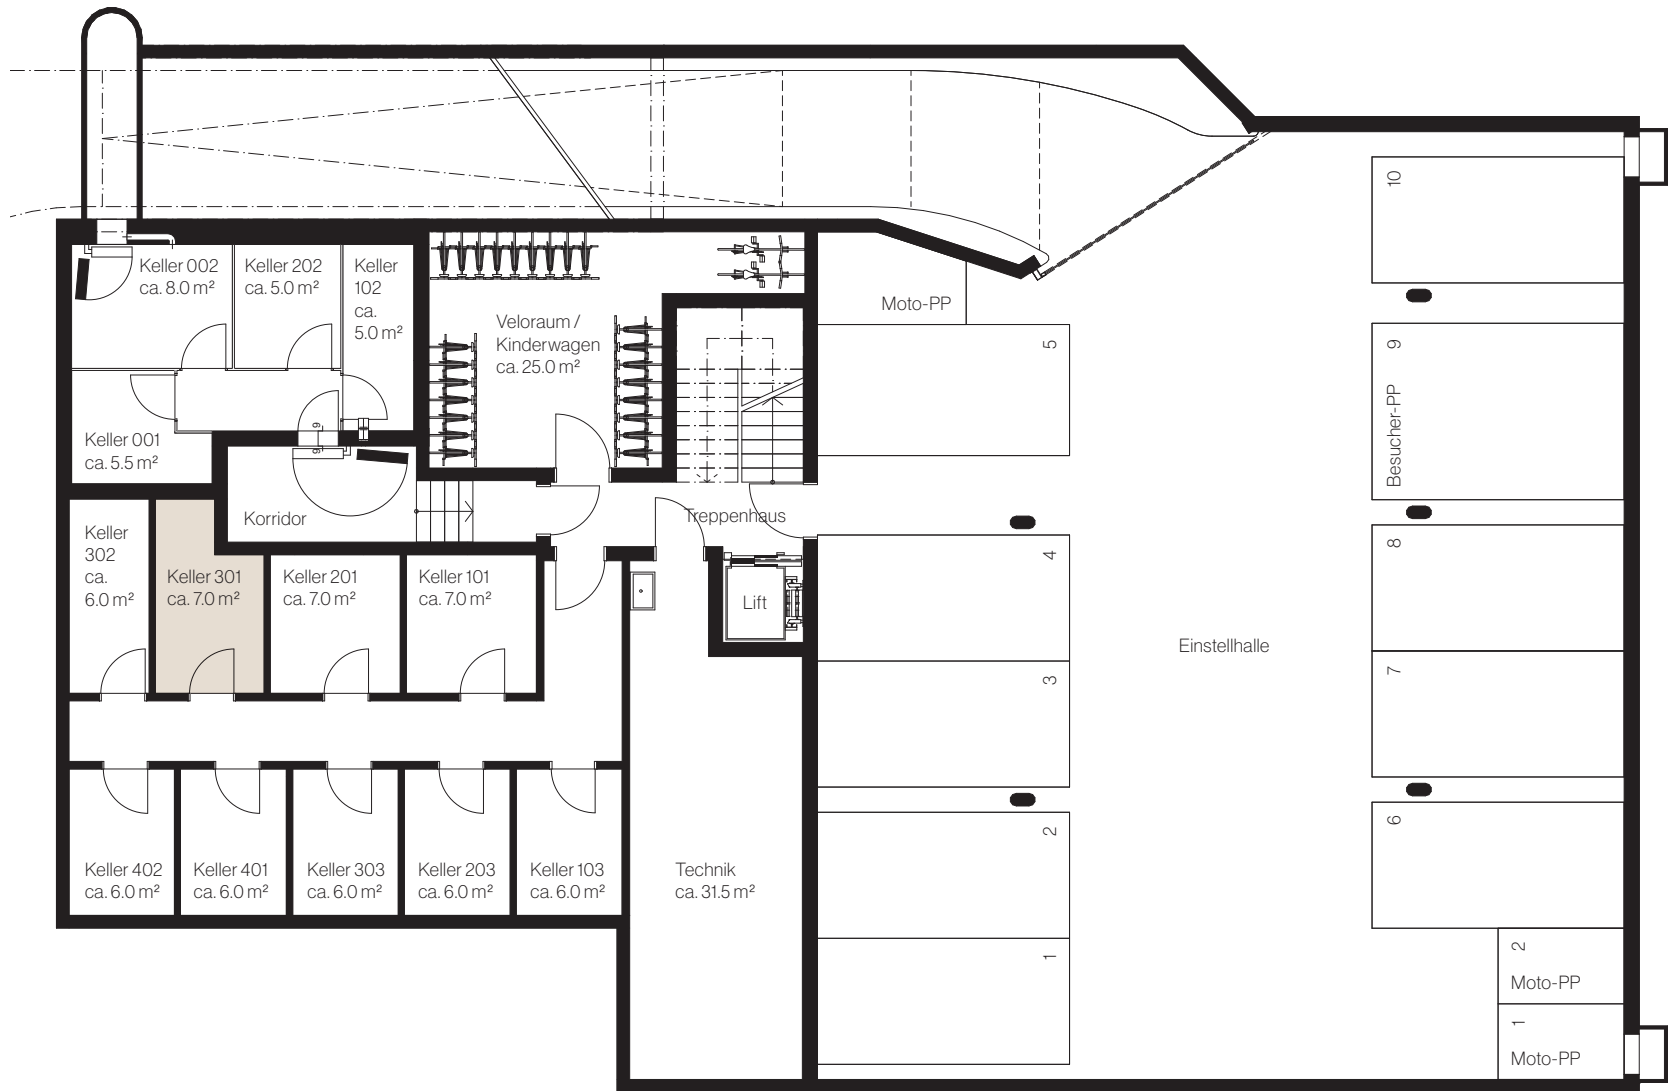 10
Keller 002
ca. 8.0 m²
Keller 202
ca. 5.0 m²
Keller
102
ca.
5.0 m²
Moto-PP
Veloraum /
Kinderwagen
ca. 25.0 m²
5
9
Besucher-PP
Keller 001
ca. 5.5 m²
9
9
Korridor
Treppenhaus
Keller
302
ca.
6.0 m²
Keller 301
ca. 7.0 m²
Keller 201
ca. 7.0 m²
Keller 101
ca. 7.0 m²
Lift
4
8
Einstellhalle
3
7
Keller 402
ca. 6.0 m²
Keller 401
ca. 6.0 m²
Keller 303
ca. 6.0 m²
Keller 203
ca. 6.0 m²
Keller 103
ca. 6.0 m²
Technik
ca. 31.5 m²
2
6
1
2
Moto-PP
1
Moto-PP